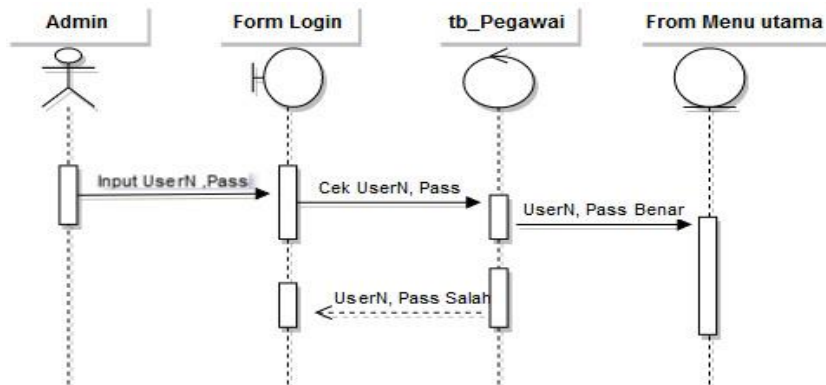 Admin
Form Login
tb_Pegawai
From Menu utama
Input UserN ,Pass
Cek UserN, Pass
UserN, Pass Benar
UserN, Pass Salah